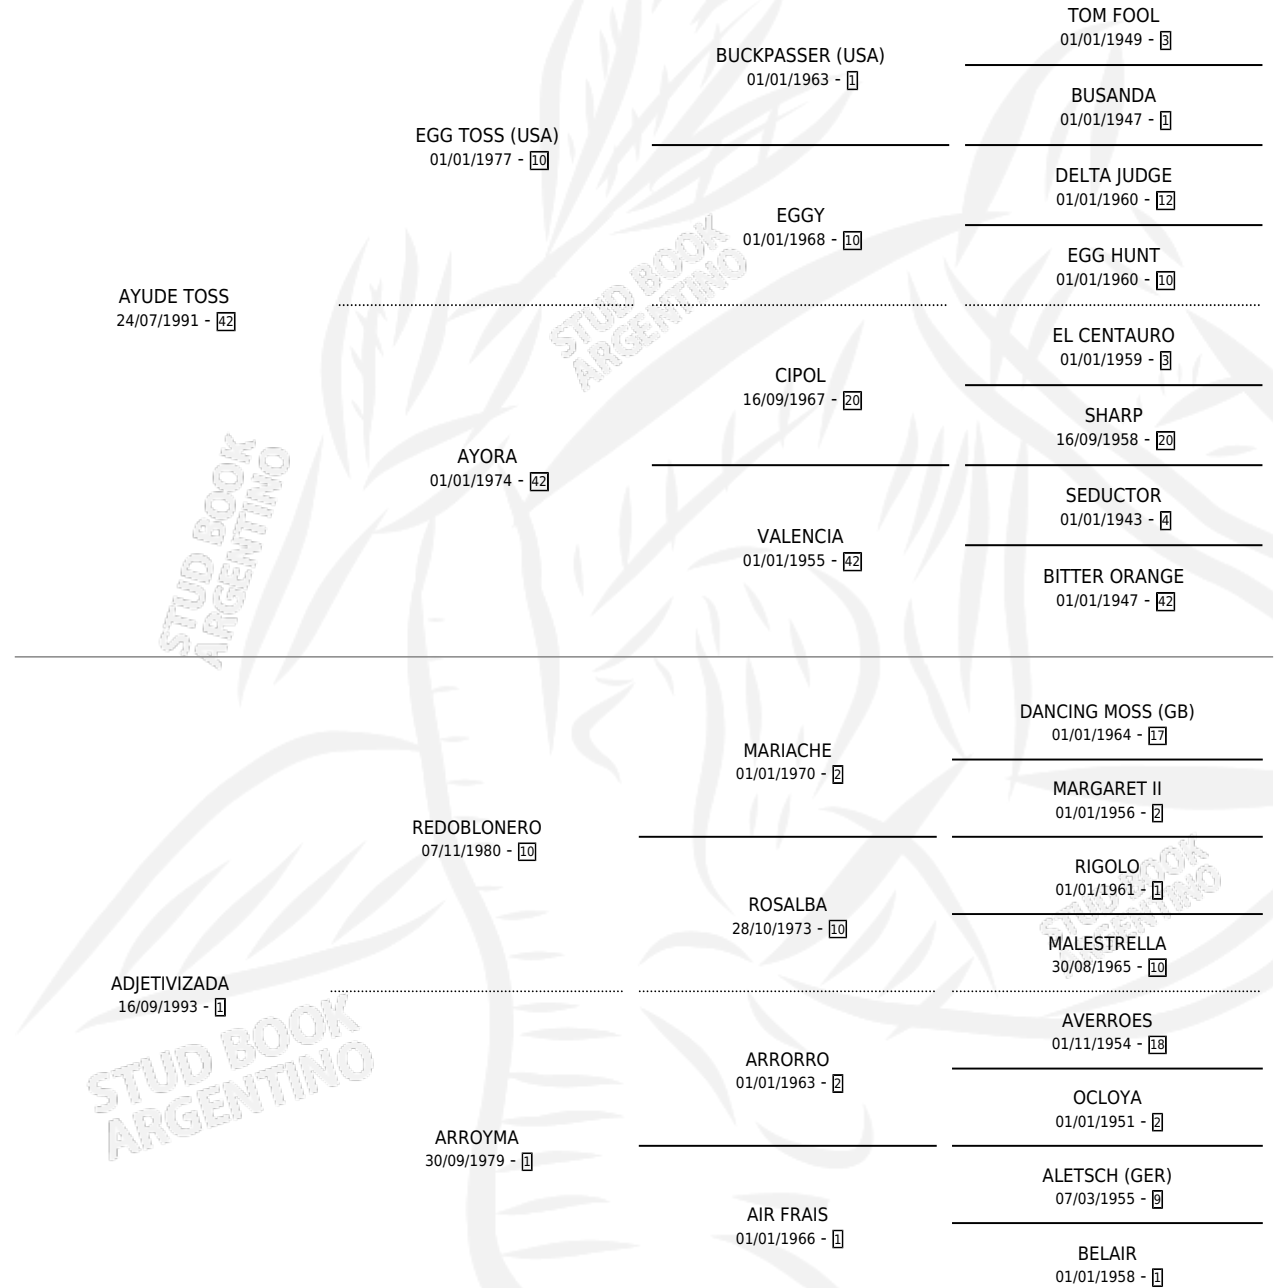 TOM FOOL
01/01/1949 - 3
BUCKPASSER (USA)
01/01/1963 - 1
BUSANDA
01/01/1947 - 1
EGG TOSS (USA)
01/01/1977 - 10
DELTA JUDGE
01/01/1960 - 12
EGGY
01/01/1968 - 10
EGG HUNT
01/01/1960 - 10
AYUDE TOSS
24/07/1991 - 42
STUD BOOK
ARGENTINO
EL CENTAURO
01/01/1959 - 3
CIPOL
16/09/1967 - 20
SHARP
16/09/1958 - 20
AYORA
01/01/1974 - 42
SEDUCTOR
01/01/1943 - 4
VALENCIA
01/01/1955 - 42
BITTER ORANGE
01/01/1947 - 42
STUD BOOK
ARGENTINO
DANCING MOSS (GB)
01/01/1964 - 17
MARIACHE
01/01/1970 - 2
MARGARET II
01/01/1956 - 2
REDOBLONERO
07/11/1980 - 10
RIGOLO
01/01/1961 - 1
ROSALBA
28/10/1973 - 10
MALESTRELLA
30/08/1965 - 10
STUD BOOK
ARGENTINO
ADJETIVIZADA
16/09/1993 - 1
AVERROES
01/11/1954 - 18
ARRORRO
01/01/1963 - 2
OCLOYA
01/01/1951 - 2
STUD BOOK
ARGENTINO
ARROYMA
30/09/1979 - 1
ALETSCH (GER)
07/03/1955 - 9
AIR FRAIS
01/01/1966 - 1
BELAIR
01/01/1958 - 1